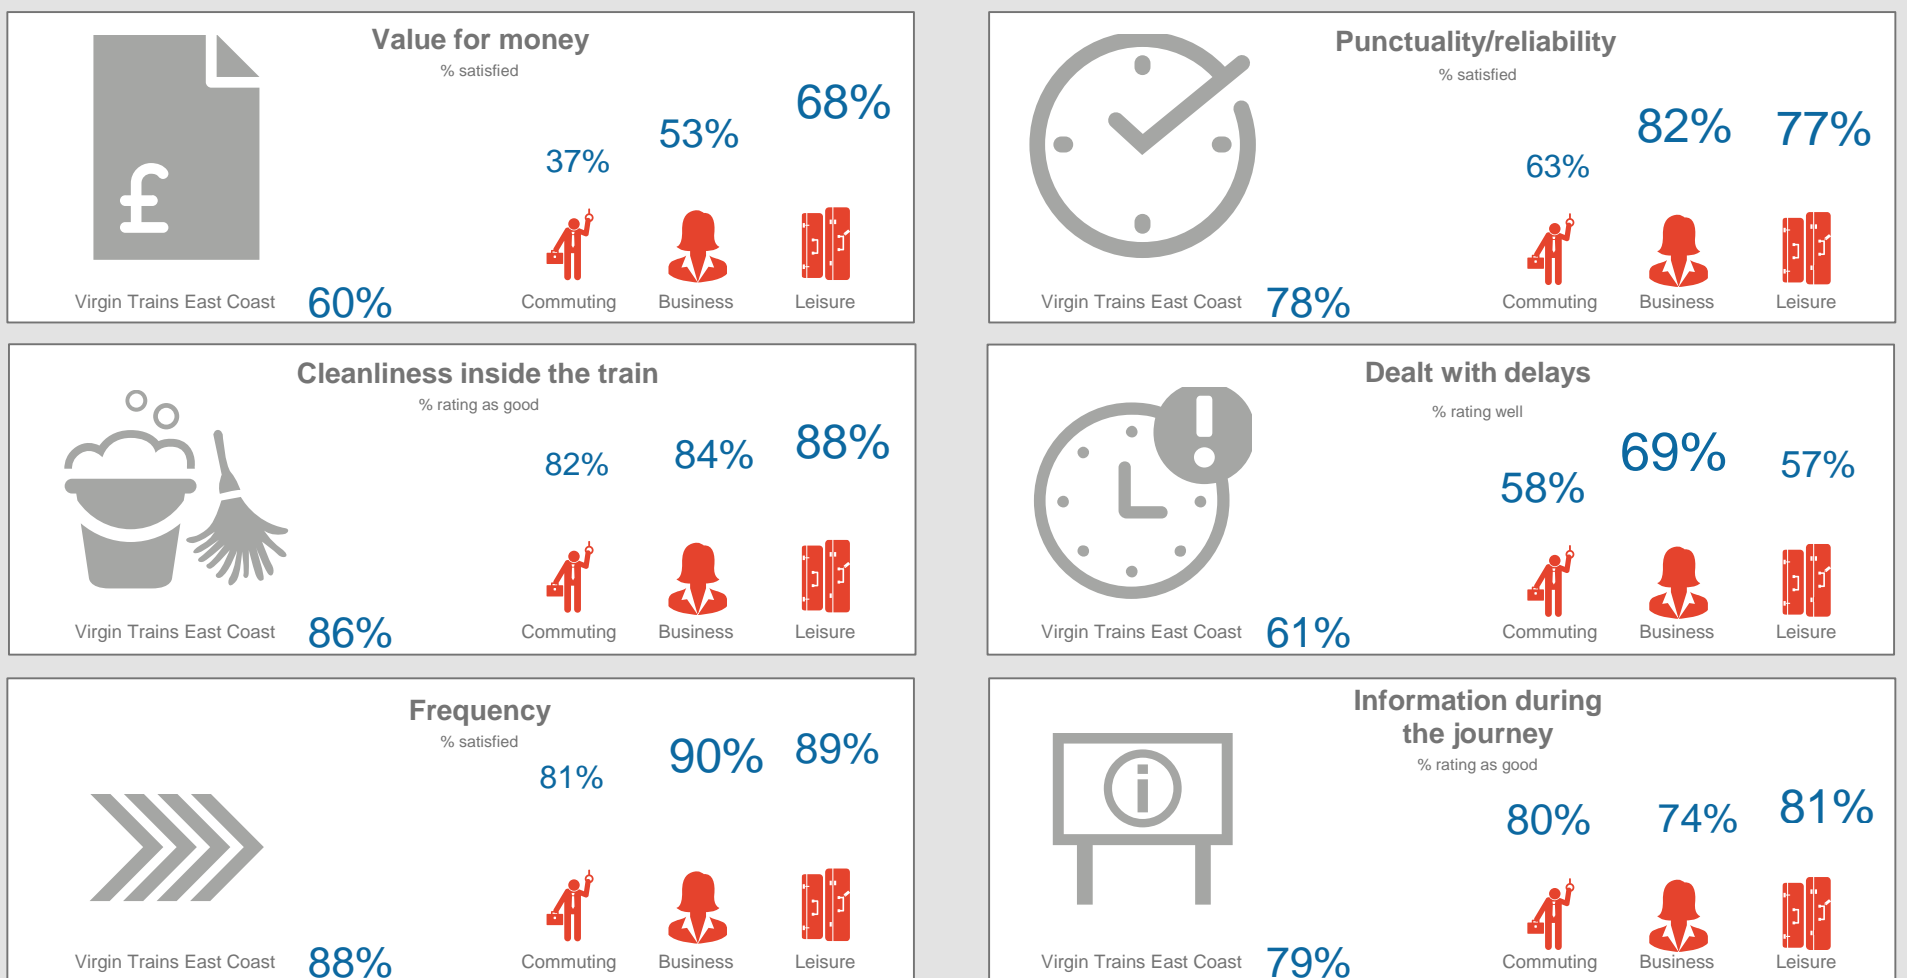 Value for money
% satisfied
37%
53%
68%
£
Virgin Trains East Coast
60%
Commuting
Business
Leisure
Punctuality/reliability
% satisfied
63%
82%
77%
Virgin Trains East Coast
78%
Commuting
Business
Leisure
Cleanliness inside the train
% rating as good
82%
84%
88%
Virgin Trains East Coast
86%
Commuting
Business
Leisure
Dealt with delays
% rating well
58%
69%
57%
!
Virgin Trains East Coast
61%
Commuting
Business
Leisure
Frequency
% satisfied
81%
90%
89%
Virgin Trains East Coast
88%
Commuting
Business
Leisure
Information during
the journey
% rating as good
80%
74%
81%
i
Virgin Trains East Coast
79%
Commuting
Business
Leisure